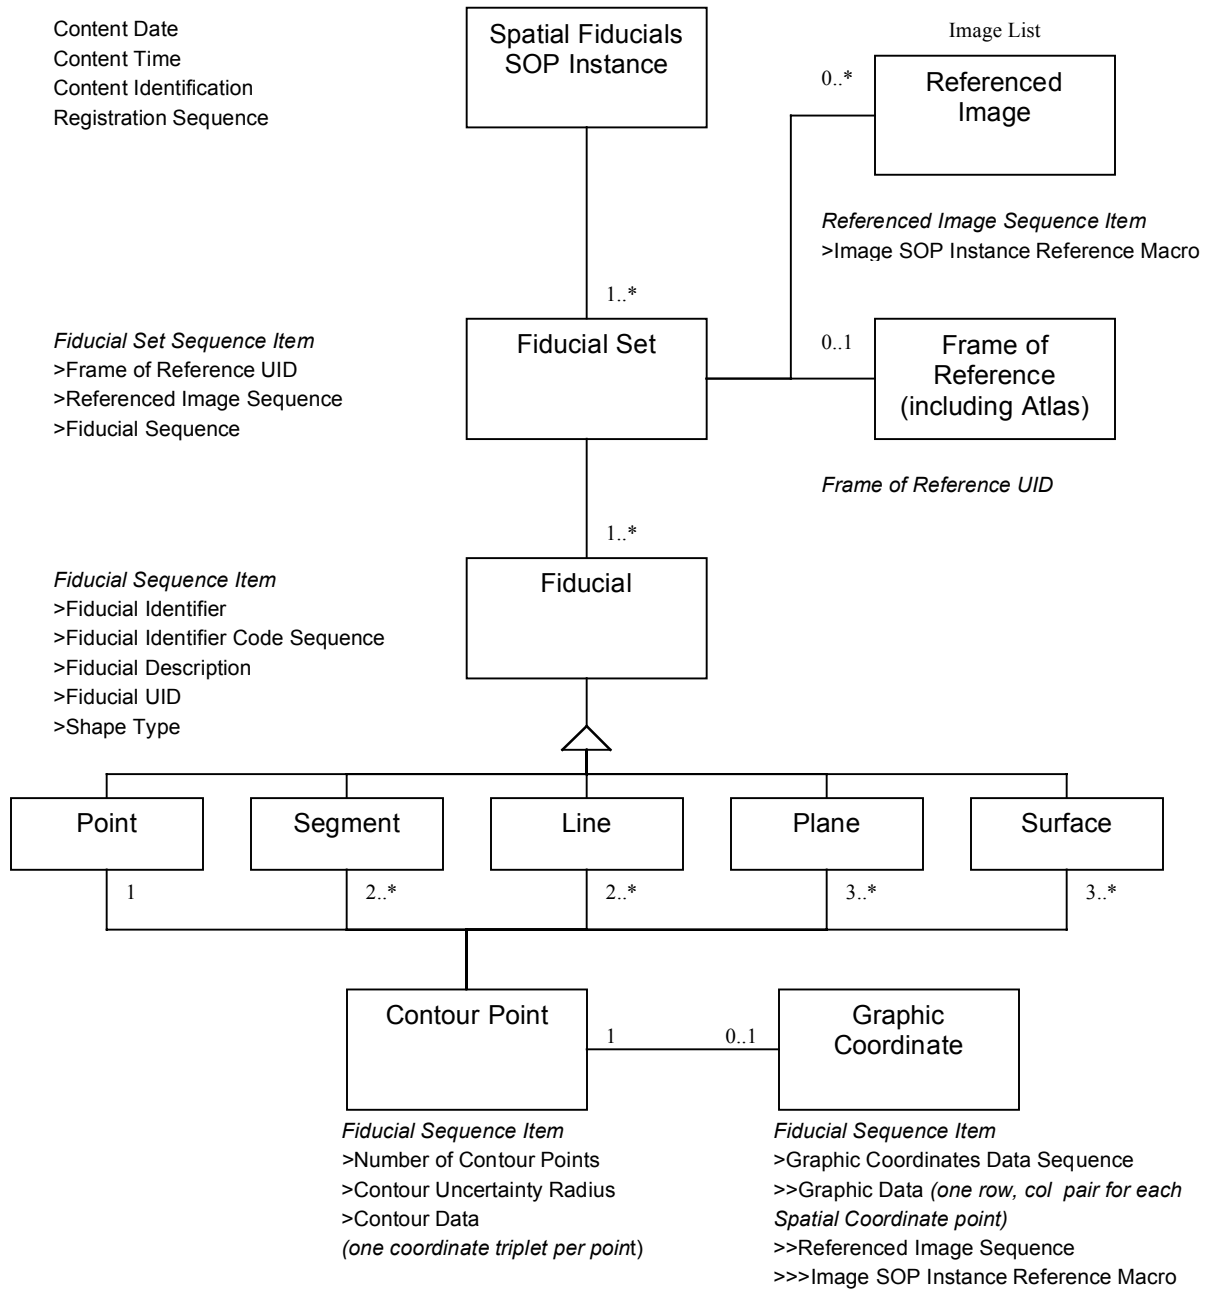 Content Date
Content Time
Content Identification
Registration Sequence
Spatial Fiducials
SOP Instance
Image List
0..*
Referenced
Image
Referenced Image Sequence Item
>Image SOP Instance Reference Macro
1..*
Fiducial Set Sequence Item
>Frame of Reference UID
>Referenced Image Sequence
>Fiducial Sequence
Fiducial Set
0..1
Frame of
Reference
(including Atlas)
Frame of Reference UID
1..*
Fiducial Sequence Item
>Fiducial Identifier
>Fiducial Identifier Code Sequence
>Fiducial Description
>Fiducial UID
>Shape Type
Fiducial
Point
Segment
Line
Plane
Surface
1
2..*
2..*
3..*
3..*
Contour Point
1
0..1
Graphic
Coordinate
Fiducial Sequence Item
>Number of Contour Points
>Contour Uncertainty Radius
>Contour Data
(one coordinate triplet per point)
Fiducial Sequence Item
>Graphic Coordinates Data Sequence
>>Graphic Data (one row, col pair for each
Spatial Coordinate point)
>>Referenced Image Sequence
>>>Image SOP Instance Reference Macro